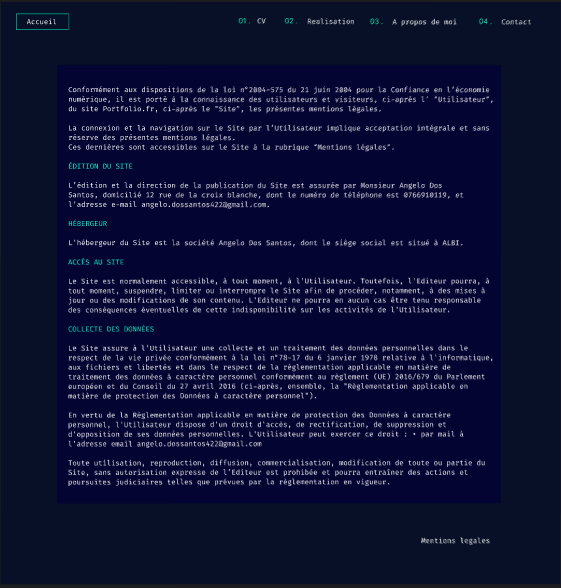 Accueil
01. CV 02. Realisation 03. A propos de moi 04. Contact
Conformément aux dispositions de la loi n°2004-575 du 21 juin 2004 pour la Confiance en l’économie
numérique, il est porté à la connaissance des utilisateurs et visiteurs, ci-après l' "Utilisateur",
du site Portfolio.fr, ci-après le "Site", les présentes mentions légales.
La connexion et la navigation sur le Site par l’Utilisateur implique acceptation intégrale et sans
réserve des présentes mentions légales.
Ces dernières sont accessibles sur le Site à la rubrique "Mentions légales".
ÉDITION DU SITE
L’édition et la direction de la publication du Site est assurée par Monsieur Angelo Dos
Santos, domicilié 12 rue de la croix blanche, dont le numéro de téléphone est 0766910119, et
l'adresse e-mail angelo.dossantos422@gmail.com.
HÉBERGEUR
L'hébergeur du Site est la société Angelo Dos Santos, dont le siège social est situé à ALBI.
ACCÈS AU SITE
Le Site est normalement accessible, à tout moment, à l'Utilisateur. Toutefois, l'Editeur pourra, à
tout moment, suspendre, limiter ou interrompre le Site afin de procéder, notamment, à des mises à
jour ou des modifications de son contenu. L'Editeur ne pourra en aucun cas être tenu responsable
des conséquences éventuelles de cette indisponibilité sur les activités de l'Utilisateur.
COLLECTE DES DONNÉES
Le Site assure à l'Utilisateur une collecte et un traitement des données personnelles dans le
respect de la vie privée conformément à la loi n°78-17 du 6 janvier 1978 relative à l'informatique,
aux fichiers et libertés et dans le respect de la réglementation applicable en matière de
traitement des données à caractère personnel conformément au règlement (UE) 2016/679 du Parlement
européen et du Conseil du 27 avril 2016 (ci-après, ensemble, la "Règlementation applicable en
matière de protection des Données à caractère personnel").
En vertu de la Règlementation applicable en matière de protection des Données à caractère
personnel, l'Utilisateur dispose d'un droit d'accès, de rectification, de suppression et
d'opposition de ses données personnelles. L'Utilisateur peut exercer ce droit : • par mail à
l'adresse email angelo.dossantos422@gmail.com
Toute utilisation, reproduction, diffusion, commercialisation, modification de toute ou partie du
Site, sans autorisation expresse de l’Editeur est prohibée et pourra entraîner des actions et
poursuites judiciaires telles que prévues par la réglementation en vigueur.
Mentions legales